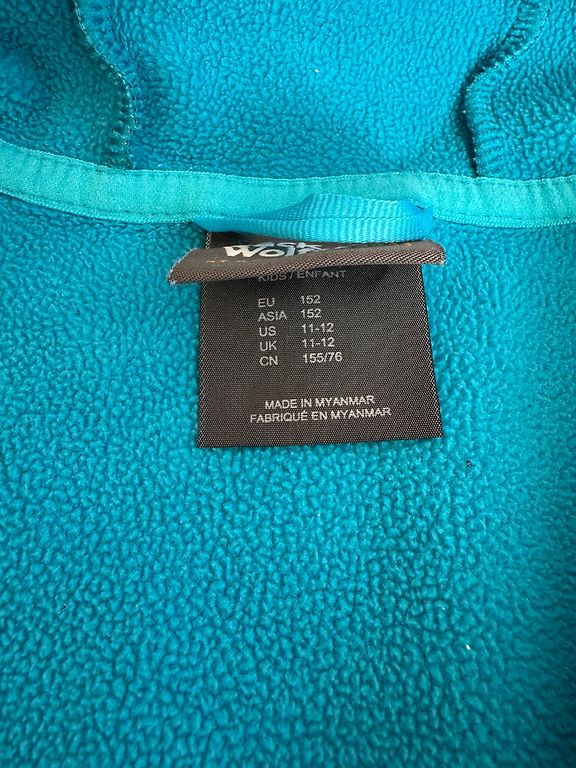 KIDS / ENFANT
EU 152
ASIA 152
US 11-12
UK 11-12
CN 155/76
MADE IN MYANMAR
FABRIQUÉ EN MYANMAR